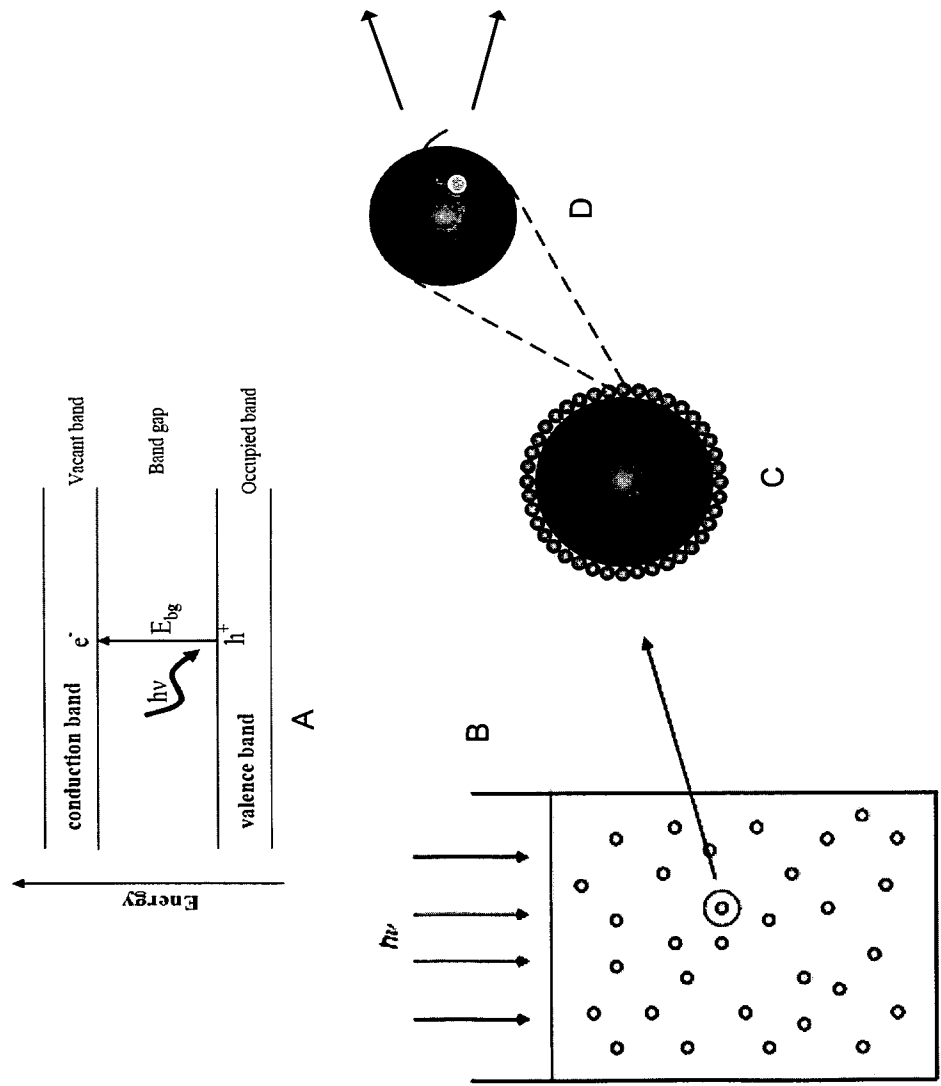 Energy
conduction band
e⁻
Vacant band
hν
E_bg
Band gap
valence band
h⁺
Occupied band
A
B
hν
C
D